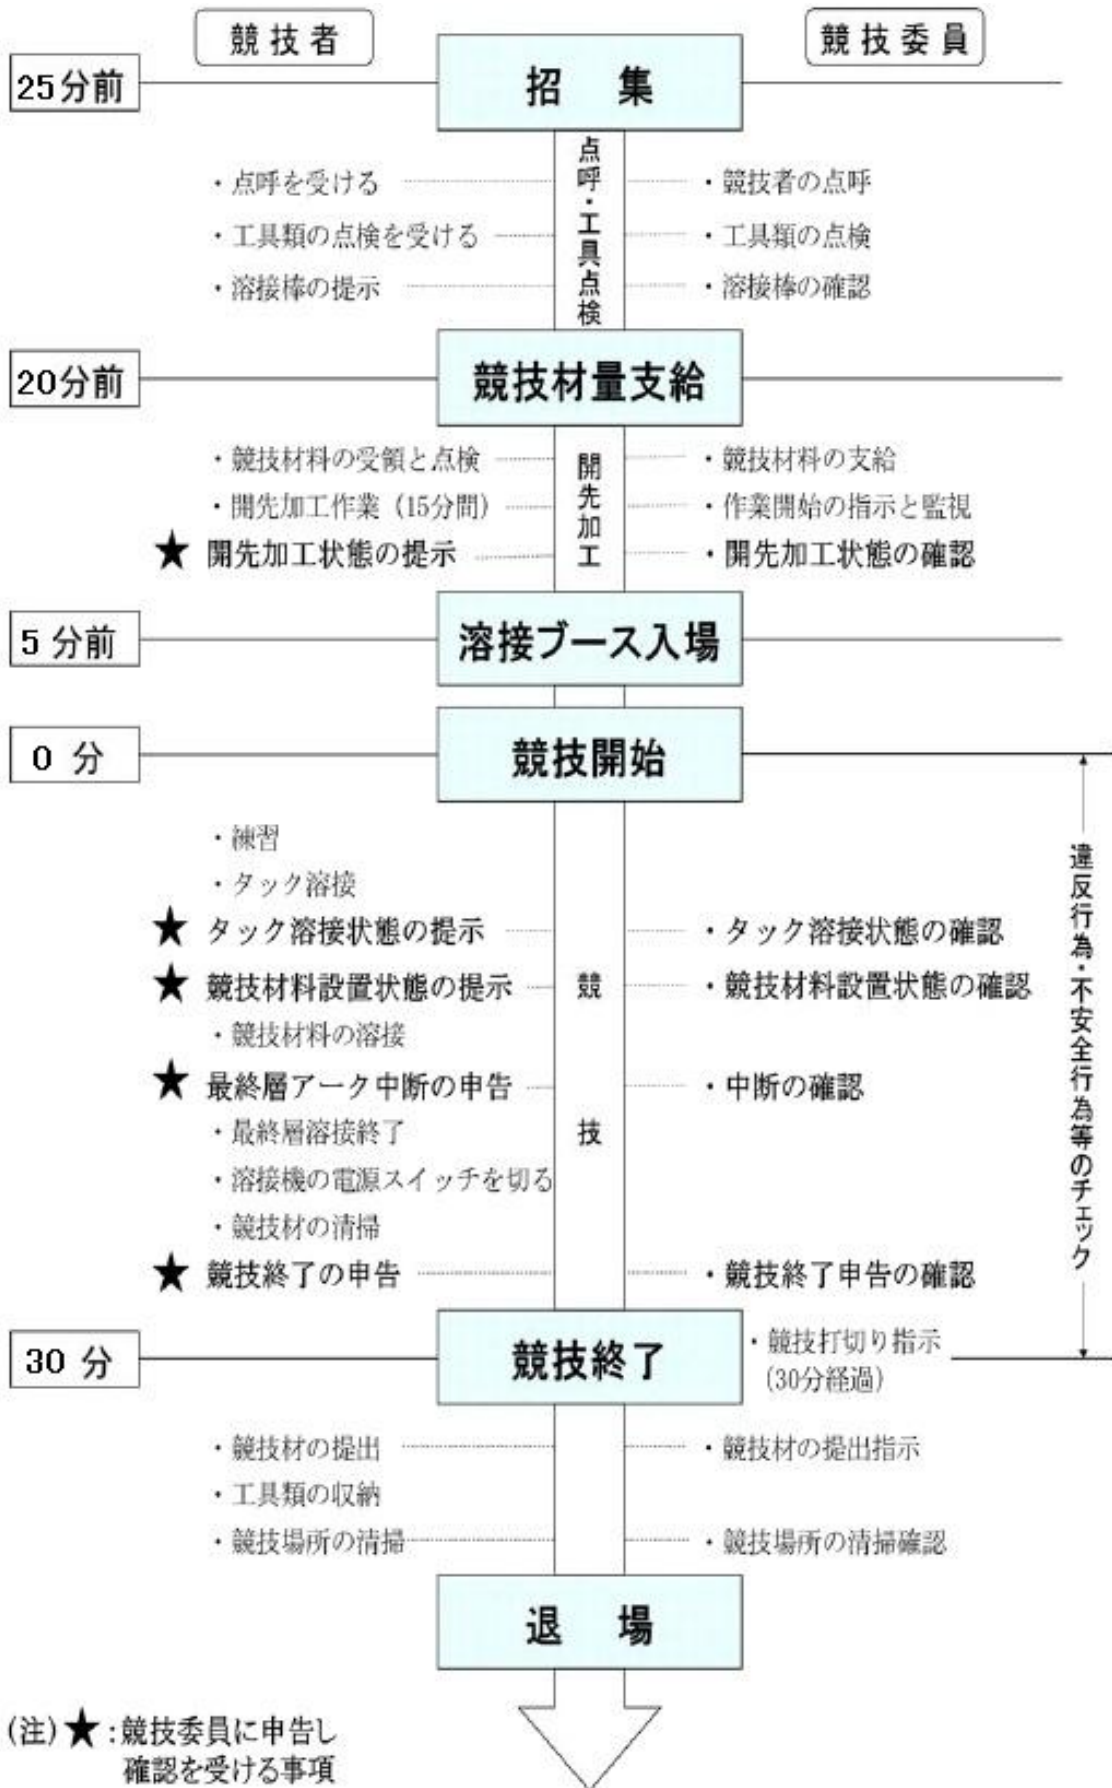 競技者
競技委員
25分前
招 集
点呼・工具点検
・点呼を受ける
・競技者の点呼
・工具類の点検を受ける
・工具類の点検
・溶接棒の提示
・溶接棒の確認
20分前
競技材量支給
開先加工
・競技材料の受領と点検
・競技材料の支給
・開先加工作業（15分間）
・作業開始の指示と監視
★ 開先加工状態の提示
・開先加工状態の確認
5 分前
溶接ブース入場
0 分
競技開始
競 技
違反行為・不安全行為等のチェック
・練習
・タック溶接
★ タック溶接状態の提示
・タック溶接状態の確認
★ 競技材料設置状態の提示
・競技材料設置状態の確認
・競技材料の溶接
★ 最終層アーク中断の申告
・中断の確認
・最終層溶接終了
・溶接機の電源スイッチを切る
・競技材の清掃
★ 競技終了の申告
・競技終了申告の確認
30 分
競技終了
・競技打切り指示
（30分経過）
・競技材の提出
・競技材の提出指示
・工具類の収納
・競技場所の清掃
・競技場所の清掃確認
退 場
(注)★：競技委員に申告し
確認を受ける事項